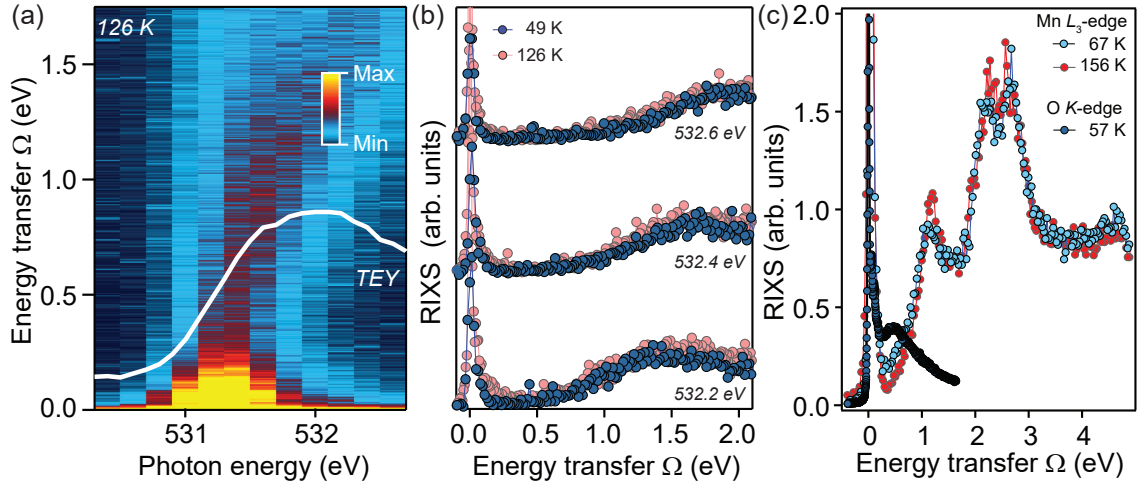 (a)
126 K
Max
Min
TEY
1.5
1.0
0.5
0.0
Energy transfer Ω (eV)
531
532
Photon energy (eV)
(b)
49 K
126 K
532.6 eV
532.4 eV
532.2 eV
RIXS (arb. units)
0.0
0.5
1.0
1.5
2.0
Energy transfer Ω (eV)
(c)
Mn L₃-edge
67 K
156 K
O K-edge
57 K
2.0
1.5
1.0
0.5
0.0
RIXS (arb. units)
0
1
2
3
4
Energy transfer Ω (eV)